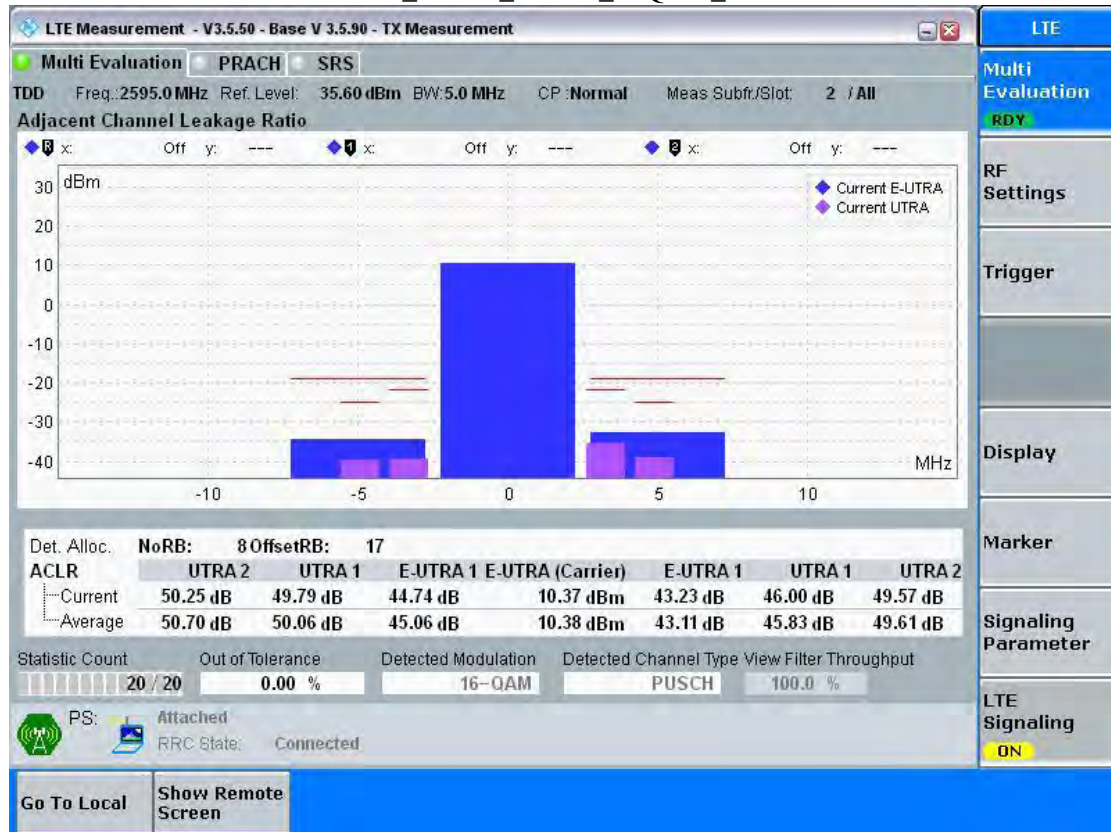 LTE Measurement - V3.5.50 - Base V 3.5.90 - TX Measurement
LTE
Multi Evaluation PRACH SRS
TDD Freq.:2595.0 MHz Ref. Level: 35.60 dBm BW:5.0 MHz CP :Normal Meas Subfr./Slot: 2 / All
Adjacent Channel Leakage Ratio
R x: Off y: --- 1 x: Off y: --- 2 x: Off y: ---
dBm
Current E-UTRA
Current UTRA
30
20
10
0
-10
-20
-30
-40
MHz
-10 -5 0 5 10
Det. Alloc. NoRB: 8 OffsetRB: 17
ACLR UTRA 2 UTRA 1 E-UTRA 1 E-UTRA (Carrier) E-UTRA 1 UTRA 1 UTRA 2
Current 50.25 dB 49.79 dB 44.74 dB 10.37 dBm 43.23 dB 46.00 dB 49.57 dB
Average 50.70 dB 50.06 dB 45.06 dB 10.38 dBm 43.11 dB 45.83 dB 49.61 dB
Statistic Count Out of Tolerance Detected Modulation Detected Channel Type View Filter Throughput
20 / 20 0.00 % 16-QAM PUSCH 100.0 %
PS: Attached
RRC State: Connected
Multi
Evaluation
RDY
RF
Settings
Trigger
Display
Marker
Signaling
Parameter
LTE
Signaling
ON
Go To Local
Show Remote
Screen